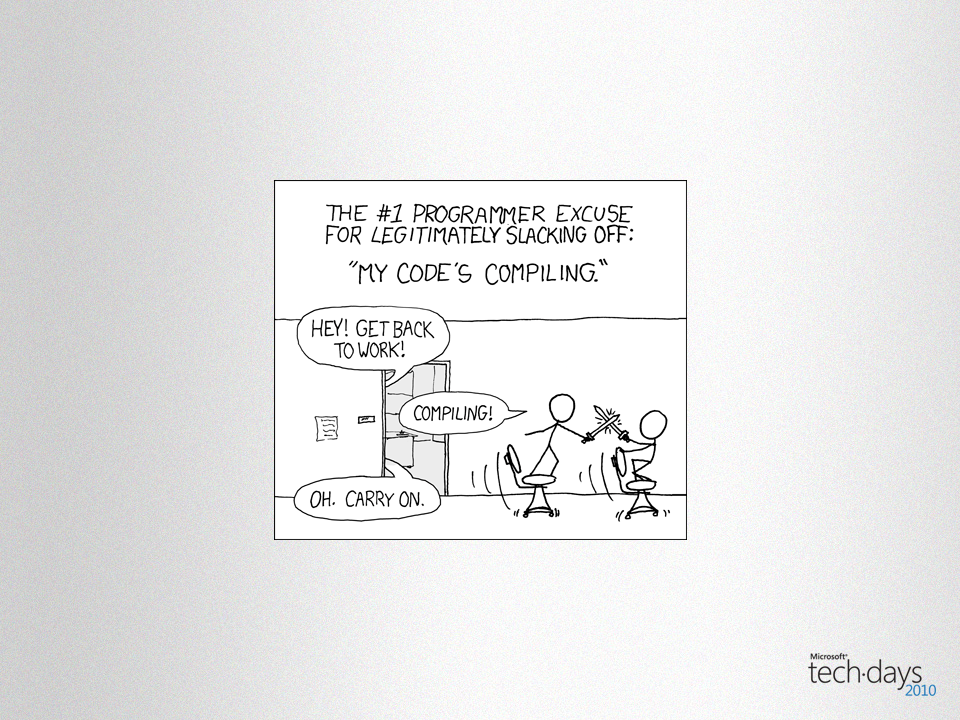 THE #1 PROGRAMMER EXCUSE
FOR LEGITIMATELY SLACKING OFF:
"MY CODE'S COMPILING."
HEY! GET BACK
TO WORK!
COMPILING!
OH. CARRY ON.
Microsoft®
tech·days
2010